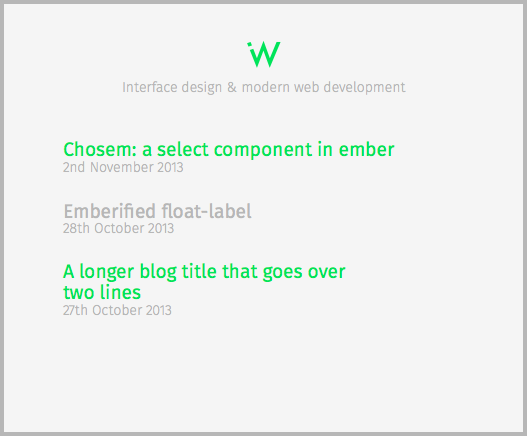 Interface design & modern web development
Chosem: a select component in ember
2nd November 2013
Emberified float-label
28th October 2013
A longer blog title that goes over
two lines
27th October 2013